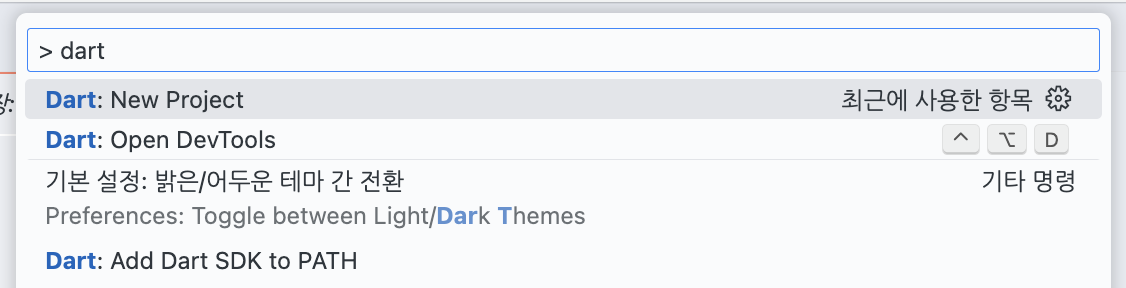 > dart
Dart: New Project 최근에 사용한 항목
Dart: Open DevTools ^ ⌥ D
기본 설정: 밝은/어두운 테마 간 전환 기타 명령
Preferences: Toggle between Light/Dark Themes
Dart: Add Dart SDK to PATH